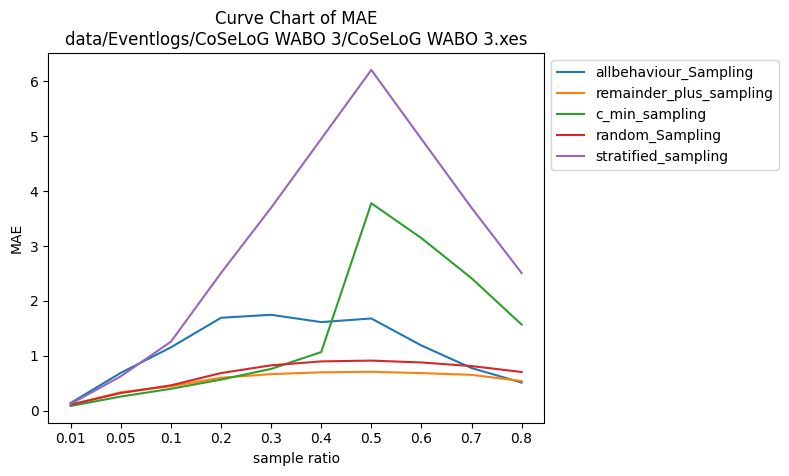 Curve Chart of MAE
data/Eventlogs/CoSeLoG WABO 3/CoSeLoG WABO 3.xes
allbehaviour_Sampling
remainder_plus_sampling
c_min_sampling
random_Sampling
stratified_sampling
6
5
4
3
2
1
0
MAE
0.01 0.05 0.1 0.2 0.3 0.4 0.5 0.6 0.7 0.8
sample ratio